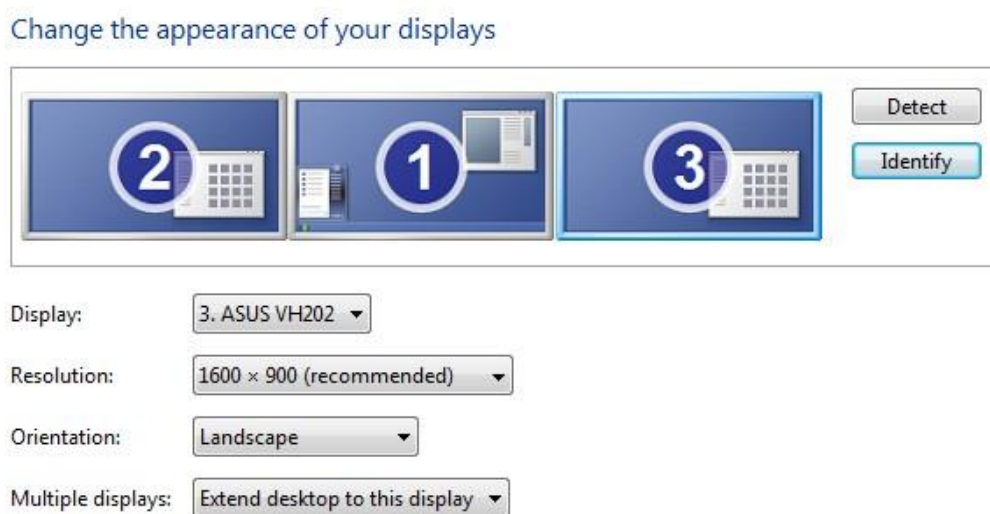 Change the appearance of your displays
2 1 3
Detect
Identify
Display: 3. ASUS VH202
Resolution: 1600 × 900 (recommended)
Orientation: Landscape
Multiple displays: Extend desktop to this display